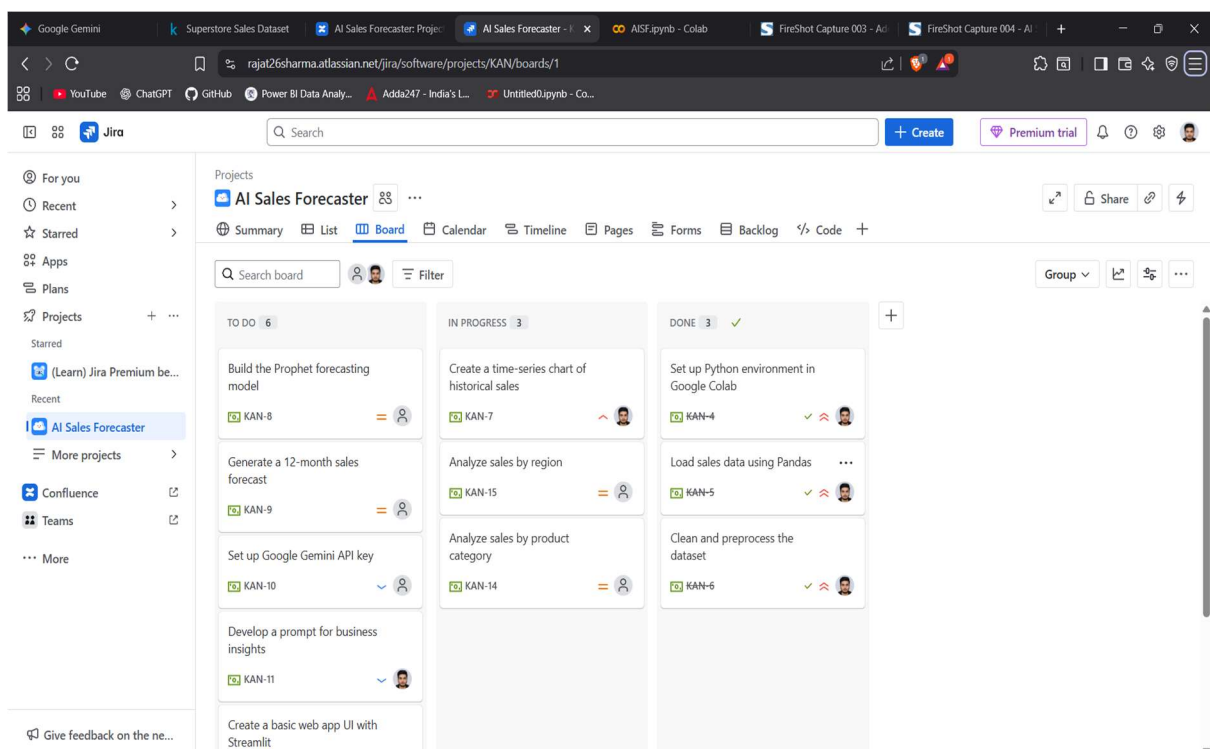 Google Gemini
Superstore Sales Dataset
AI Sales Forecaster: Projec
AI Sales Forecaster - K
AISF.ipynb - Colab
FireShot Capture 003 - Ad
FireShot Capture 004 - AI
rajat26sharma.atlassian.net/jira/software/projects/KAN/boards/1
YouTube
ChatGPT
GitHub
Power BI Data Analy...
Adda247 - India's L...
Untitled0.ipynb - Co...
Jira
Search
+ Create
Premium trial
For you
Recent
Starred
Apps
Plans
Projects
Starred
(Learn) Jira Premium be...
Recent
AI Sales Forecaster
More projects
Confluence
Teams
More
Give feedback on the ne...
Projects
AI Sales Forecaster
Share
Summary
List
Board
Calendar
Timeline
Pages
Forms
Backlog
Code
Search board
Filter
Group
TO DO 6
Build the Prophet forecasting
model
KAN-8
Generate a 12-month sales
forecast
KAN-9
Set up Google Gemini API key
KAN-10
Develop a prompt for business
insights
KAN-11
Create a basic web app UI with
Streamlit
IN PROGRESS 3
Create a time-series chart of
historical sales
KAN-7
Analyze sales by region
KAN-15
Analyze sales by product
category
KAN-14
DONE 3
Set up Python environment in
Google Colab
KAN-4
Load sales data using Pandas
KAN-5
Clean and preprocess the
dataset
KAN-6